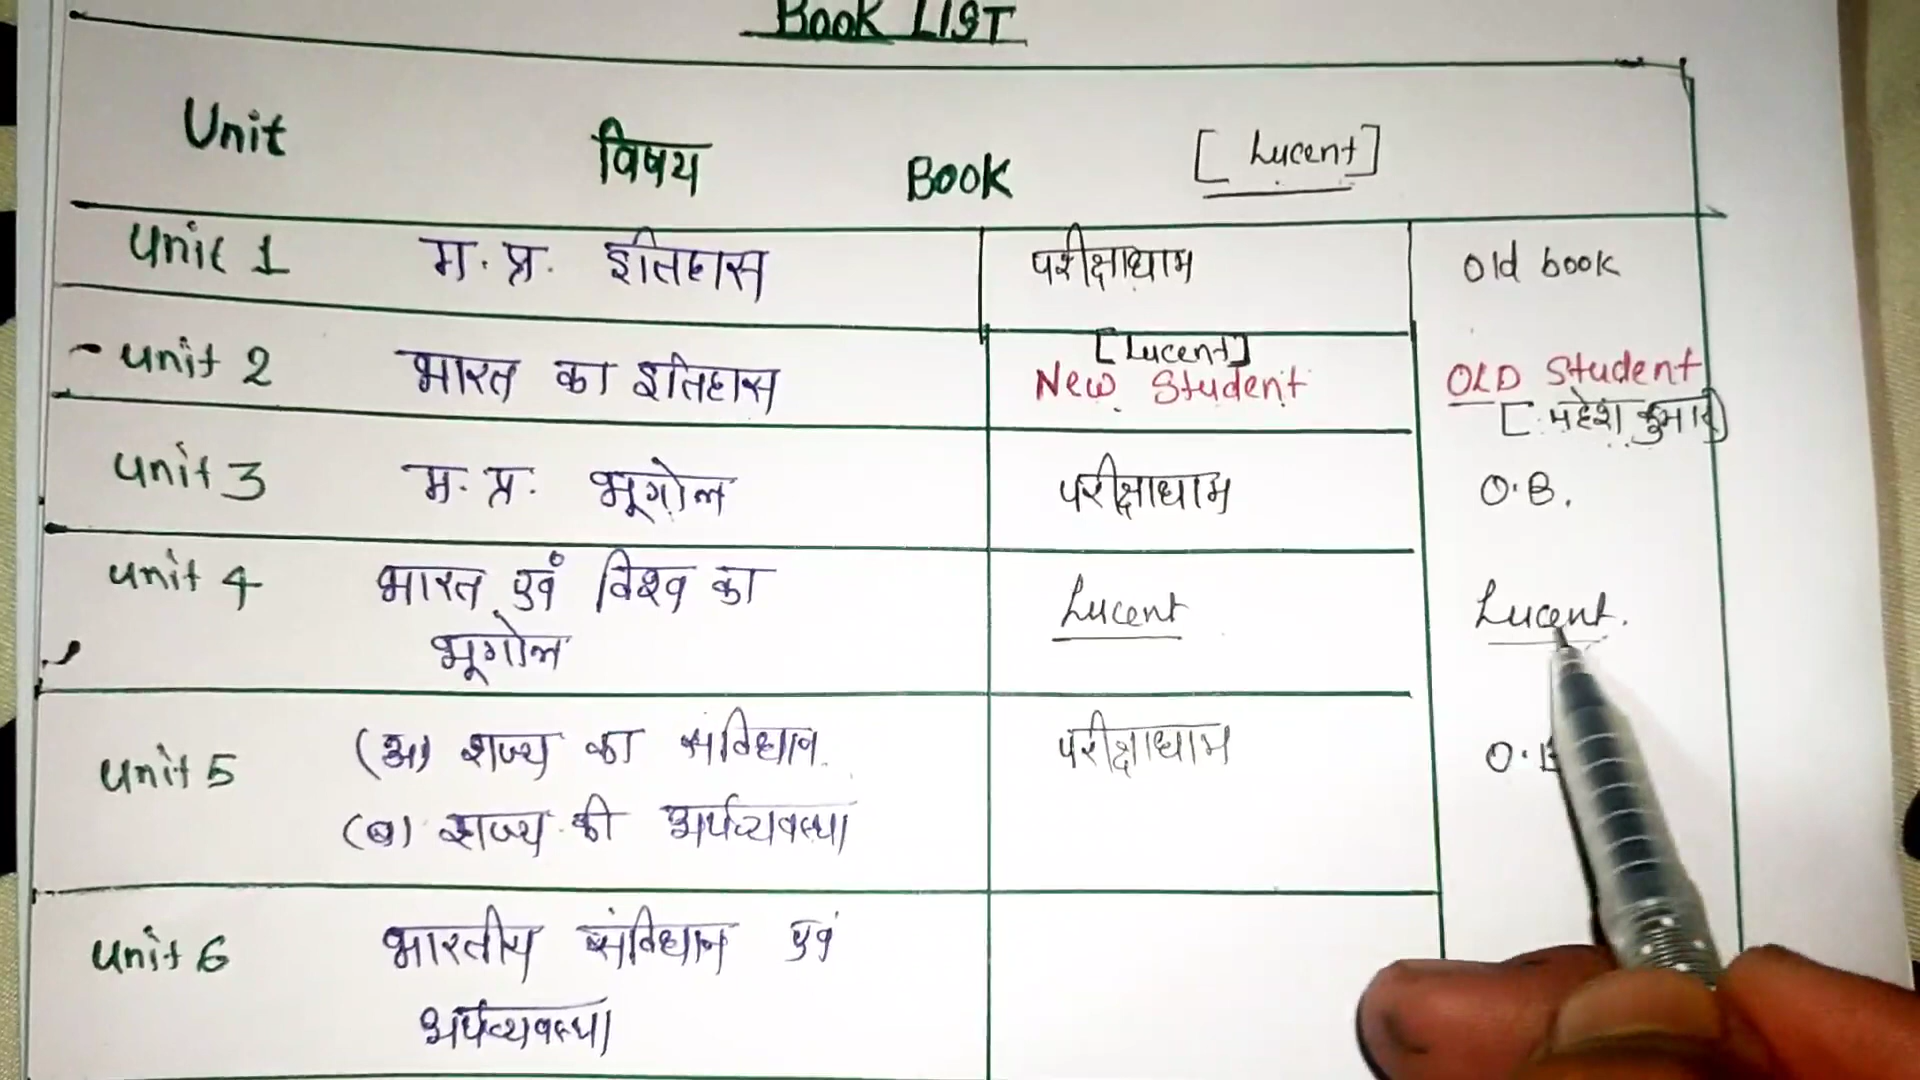 BOOK LIST
Unit विषय BOOK [Lucent]
Unit 1 म. प्र. इतिहास परीक्षाधाम Old book
[Lucent]
Unit 2 भारत का इतिहास New Student OLD Student
[महेश कुमार]
Unit 3 म. प्र. भूगोल परीक्षाधाम O.B.
Unit 4 भारत एवं विश्व का Lucent Lucent.
भूगोल
Unit 5 (अ) राज्य का संविधान परीक्षाधाम O.B
(ब) राज्य की अर्थव्यवस्था
Unit 6 भारतीय संविधान एवं
अर्थव्यवस्था